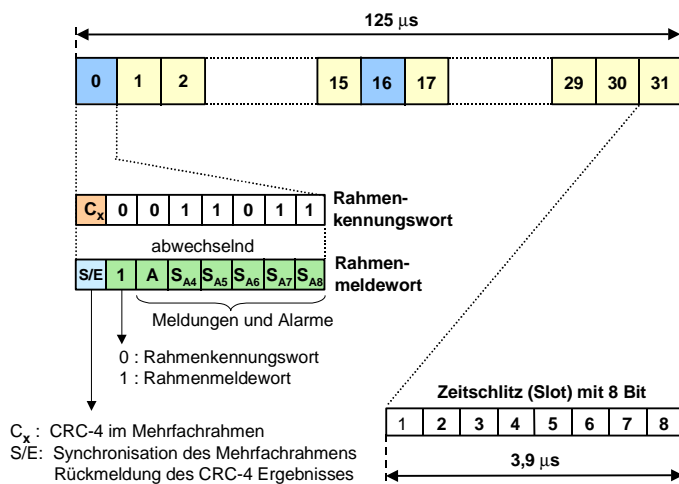 125 µs
0 1 2 15 16 17 29 30 31
Cx 0 0 1 1 0 1 1
Rahmen-
kennungswort
abwechselnd
S/E 1 A SA4 SA5 SA6 SA7 SA8
Rahmen-
meldewort
Meldungen und Alarme
0 : Rahmenkennungswort
1 : Rahmenmeldewort
Zeitschlitz (Slot) mit 8 Bit
1 2 3 4 5 6 7 8
3,9 µs
Cx : CRC-4 im Mehrfachrahmen
S/E: Synchronisation des Mehrfachrahmens
Rückmeldung des CRC-4 Ergebnisses